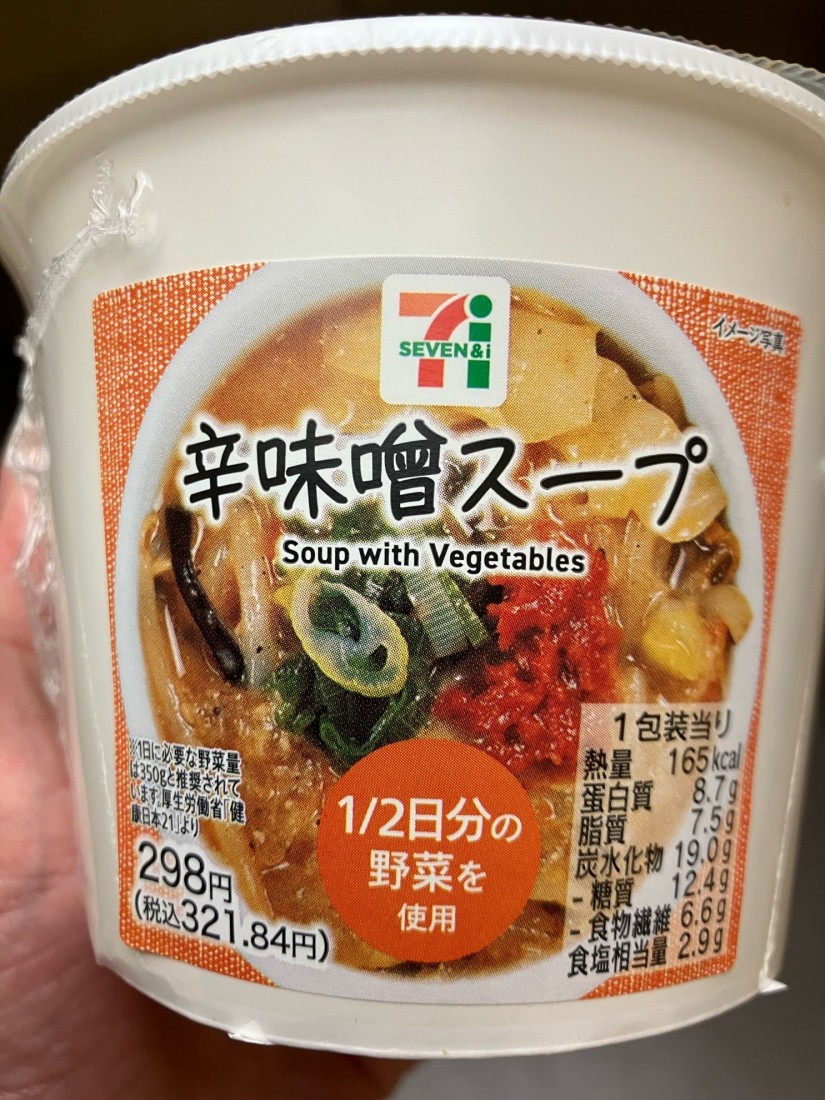 7i
SEVEN&i
イメージ写真
辛味噌スープ
Soup with Vegetables
※1日に必要な野菜量
は350gと推奨されて
います。厚生労働省「健
康日本21」より
298円
(税込321.84円)
1/2日分の
野菜を
使用
1包装当り
熱量 165kcal
蛋白質 8.7g
脂質 7.5g
炭水化物 19.0g
- 糖質 12.4g
- 食物繊維 6.6g
食塩相当量 2.9g